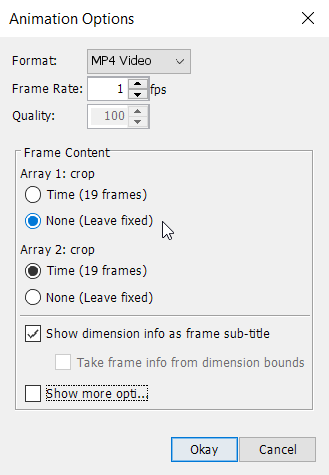 Animation Options
Format: MP4 Video
Frame Rate: 1 fps
Quality: 100
Frame Content
Array 1: crop
Time (19 frames)
None (Leave fixed)
Array 2: crop
Time (19 frames)
None (Leave fixed)
Show dimension info as frame sub-title
Take frame info from dimension bounds
Show more opti...
Okay Cancel